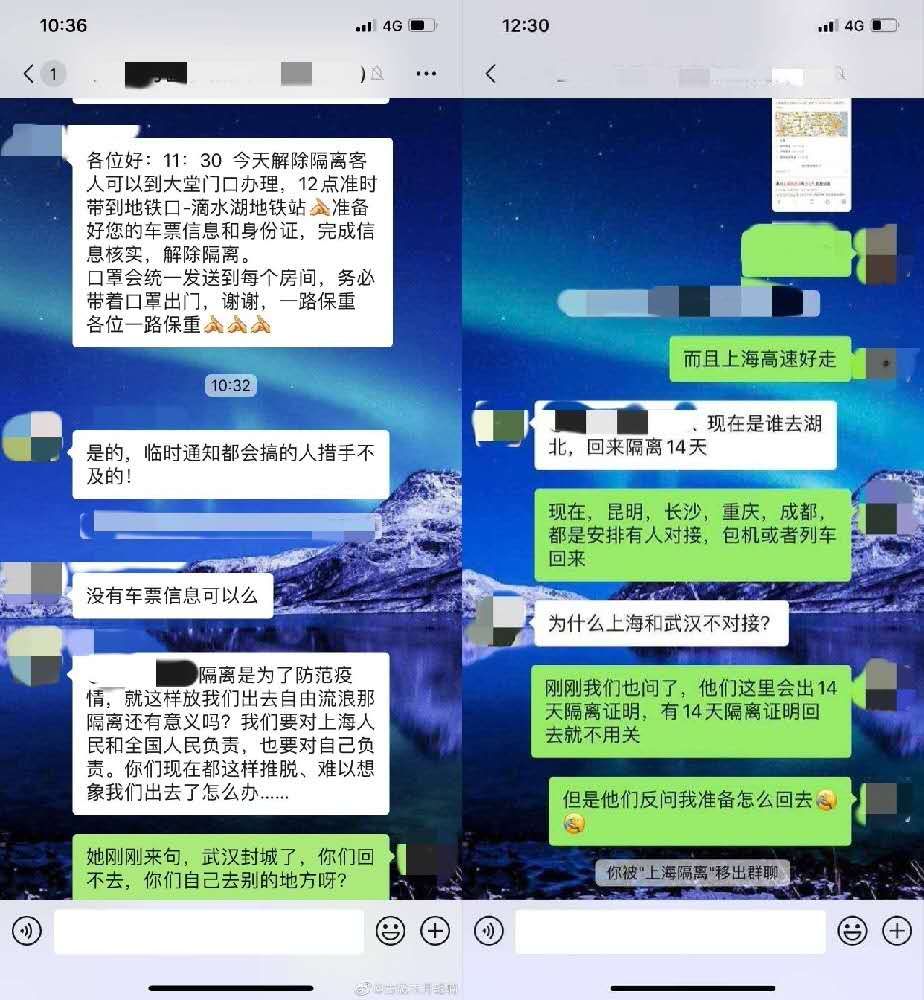 10:36
4G
1
各位好：11：30 今天解除隔离客
人可以到大堂门口办理，12点准时
带到地铁口-滴水湖地铁站🙏准备
好您的车票信息和身份证，完成信
息核实，解除隔离。
口罩会统一发送到每个房间，务必
带着口罩出门，谢谢，一路保重
各位一路保重🙏🙏🙏
10:32
是的，临时通知都会搞的人措手不
及的！
没有车票信息可以么
隔离是为了防范疫
情，就这样放我们出去自由流浪那
隔离还有意义吗？我们要对上海人
民和全国人民负责，也要对自己负
责。你们现在都这样推脱、难以想
象我们出去了怎么办……
她刚刚来句，武汉封城了，你们回
不去，你们自己去别的地方呀？
12:30
4G
而且上海高速好走
、现在是谁去湖
北，回来隔离14天
现在，昆明，长沙，重庆，成都，
都是安排有人对接，包机或者列车
回来
为什么上海和武汉不对接？
刚刚我们也问了，他们这里会出14
天隔离证明，有14天隔离证明回
去就不用关
但是他们反问我准备怎么回去🤣
🤣
你被"上海隔离"移出群聊